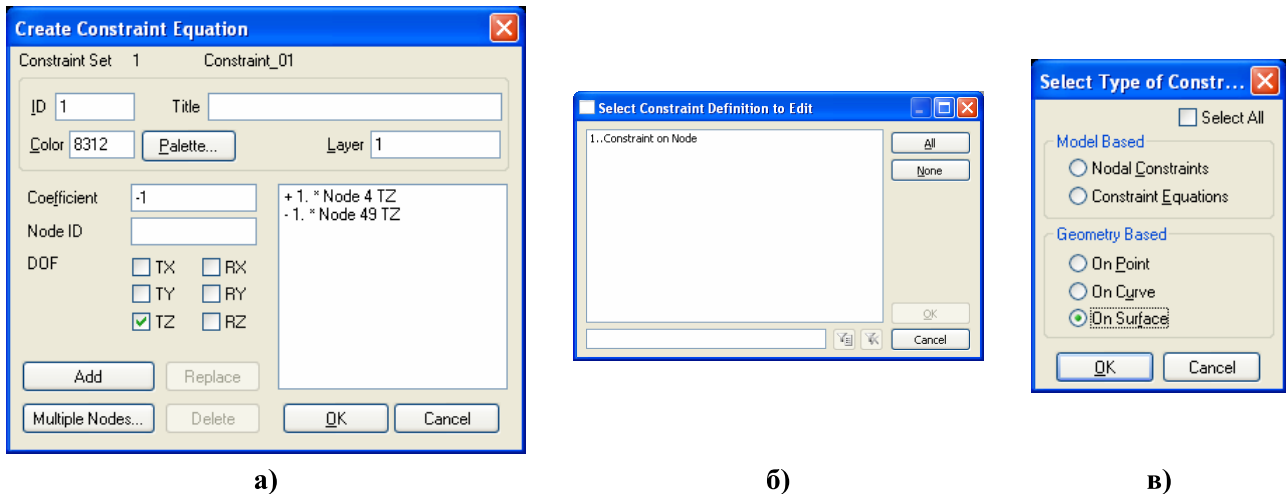 Create Constraint Equation
Constraint Set 1 Constraint_01
ID 1 Title
Color 8312 Palette... Layer 1
Coefficient -1
Node ID
DOF
TX RX
TY RY
TZ RZ
+ 1. * Node 4 TZ
- 1. * Node 49 TZ
Add Replace
Multiple Nodes... Delete OK Cancel
а)
Select Constraint Definition to Edit
1..Constraint on Node
All
None
OK
Cancel
б)
Select Type of Constr...
Select All
Model Based
Nodal Constraints
Constraint Equations
Geometry Based
On Point
On Curve
On Surface
OK Cancel
в)